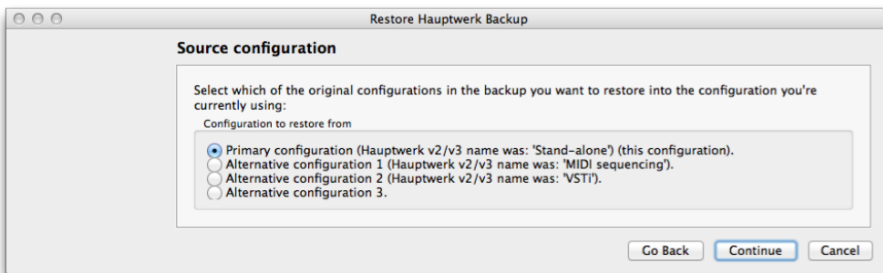 Restore Hauptwerk Backup
Source configuration
Select which of the original configurations in the backup you want to restore into the configuration you're
currently using:
Configuration to restore from
Primary configuration (Hauptwerk v2/v3 name was: 'Stand-alone') (this configuration).
Alternative configuration 1 (Hauptwerk v2/v3 name was: 'MIDI sequencing').
Alternative configuration 2 (Hauptwerk v2/v3 name was: 'VSTi').
Alternative configuration 3.
Go Back Continue Cancel